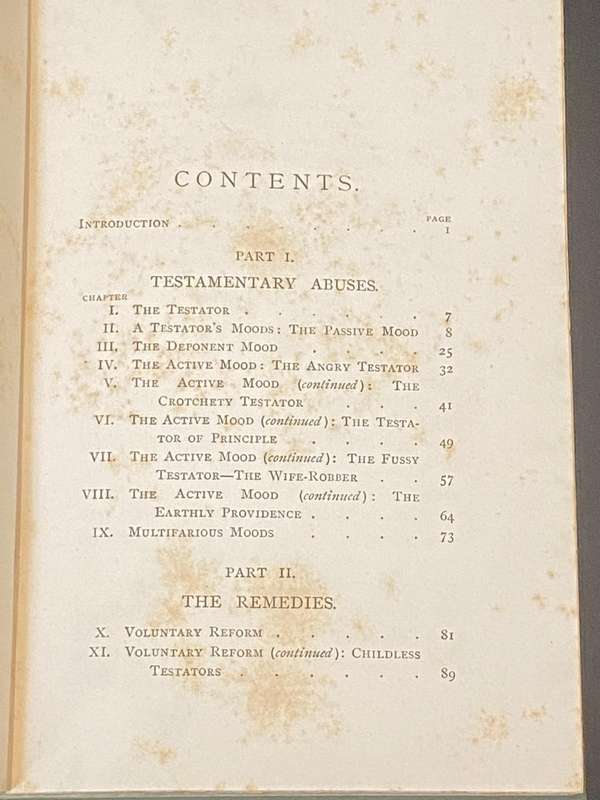 CONTENTS.
PAGE
INTRODUCTION . . . . . . . 1
PART I.
TESTAMENTARY ABUSES.
CHAPTER
I. THE TESTATOR . . . . . . 7
II. A TESTATOR'S MOODS: THE PASSIVE MOOD 8
III. THE DEPONENT MOOD . . . . 25
IV. THE ACTIVE MOOD: THE ANGRY TESTATOR 32
V. THE ACTIVE MOOD (continued): THE
CROTCHETY TESTATOR . . . 41
VI. THE ACTIVE MOOD (continued): THE TESTA-
TOR OF PRINCIPLE . . . . 49
VII. THE ACTIVE MOOD (continued): THE FUSSY
TESTATOR—THE WIFE-ROBBER . . 57
VIII. THE ACTIVE MOOD (continued): THE
EARTHLY PROVIDENCE . . . . 64
IX. MULTIFARIOUS MOODS . . . . 73
PART II.
THE REMEDIES.
X. VOLUNTARY REFORM . . . . . 81
XI. VOLUNTARY REFORM (continued): CHILDLESS
TESTATORS . . . . . . 89